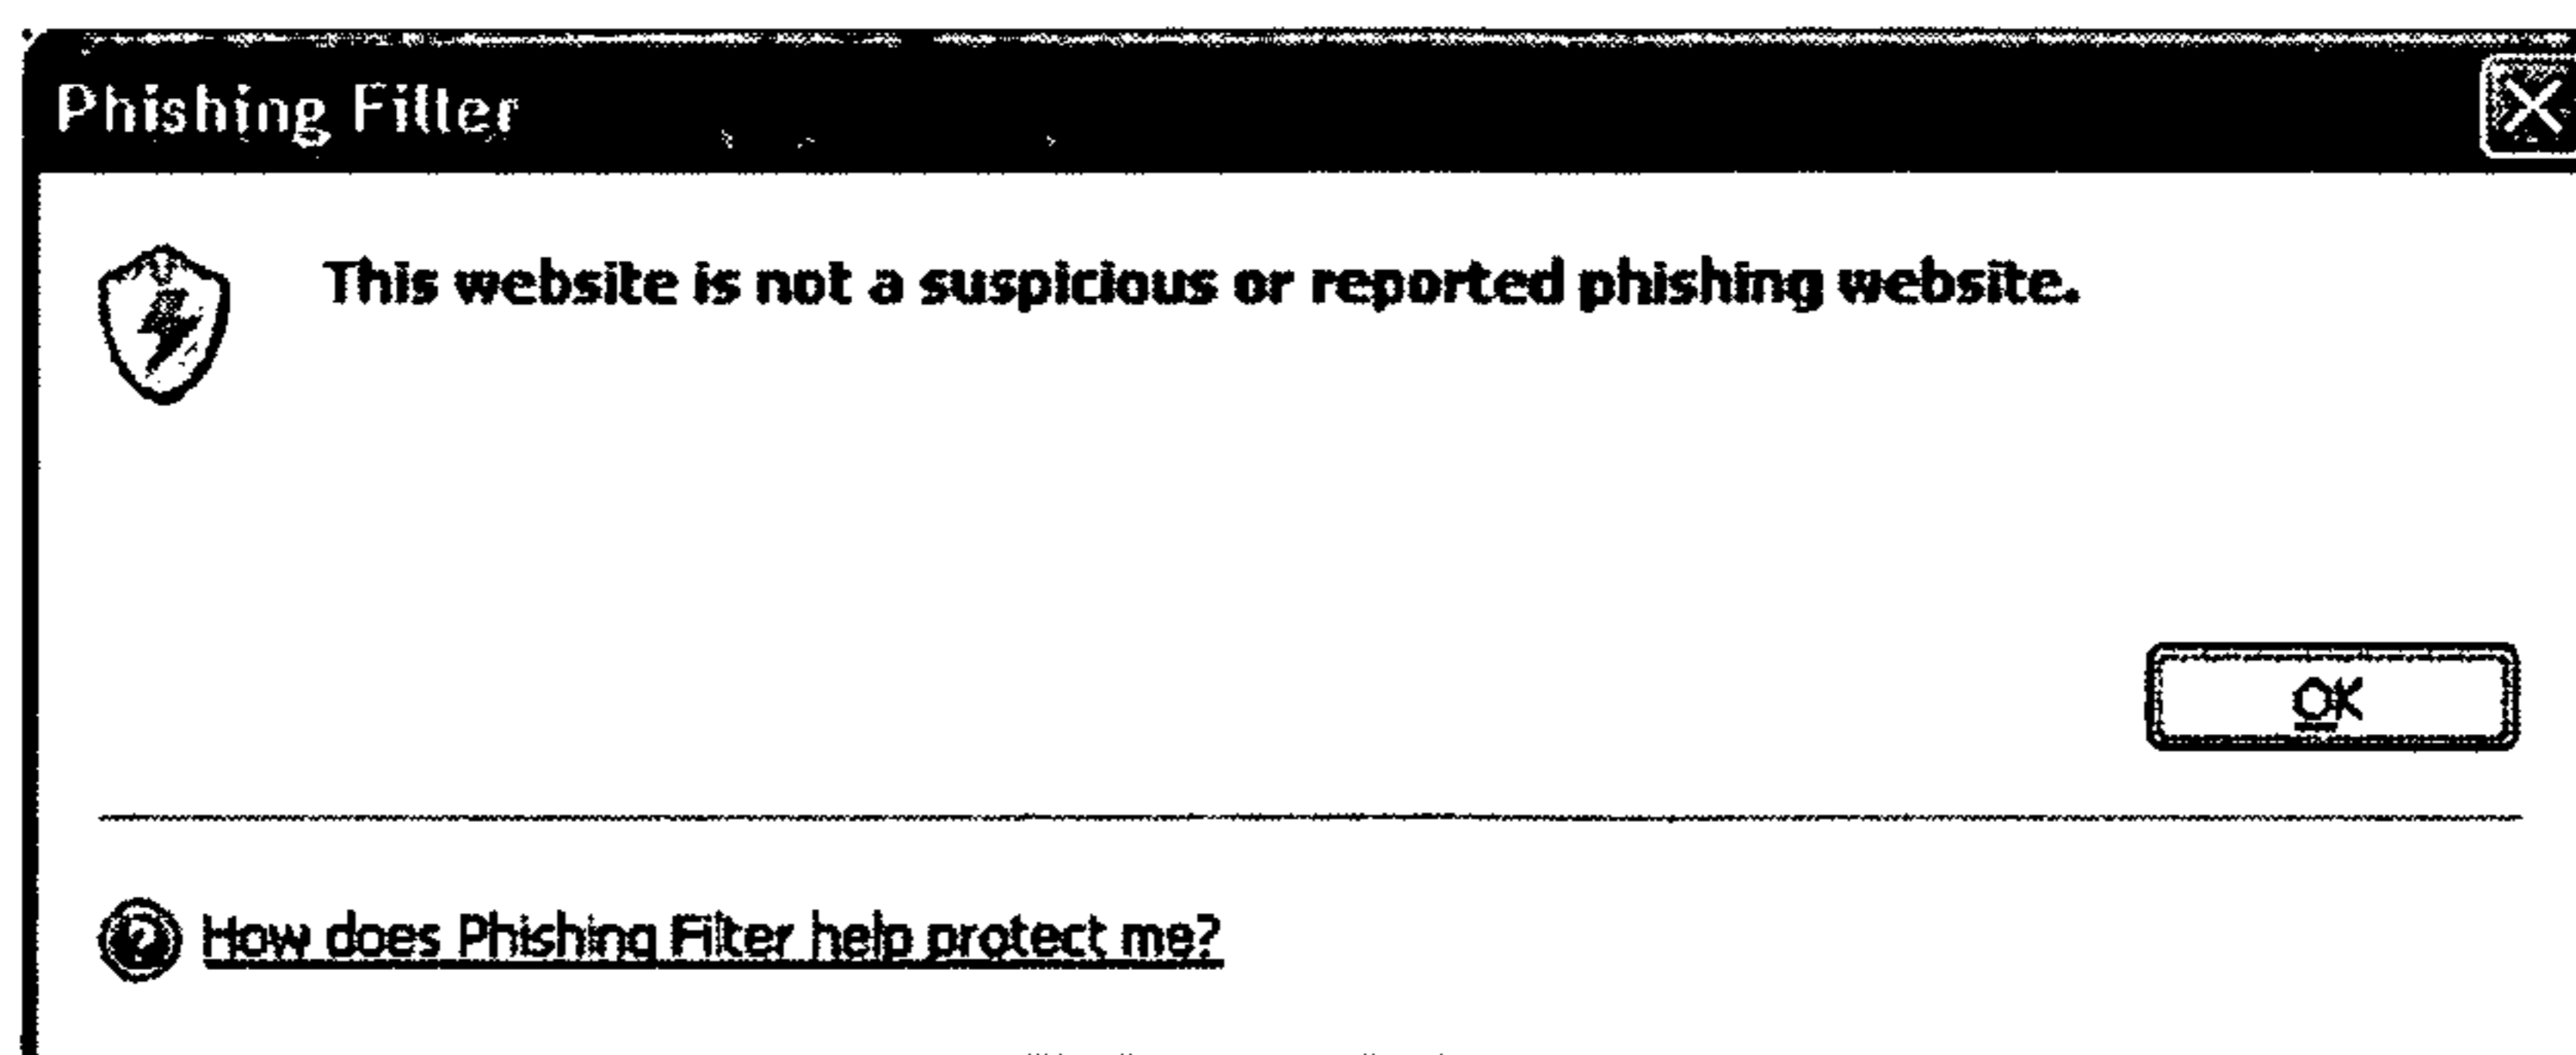 Phishing Filter
This website is not a suspicious or reported phishing website.
OK
How does Phishing Filter help protect me?